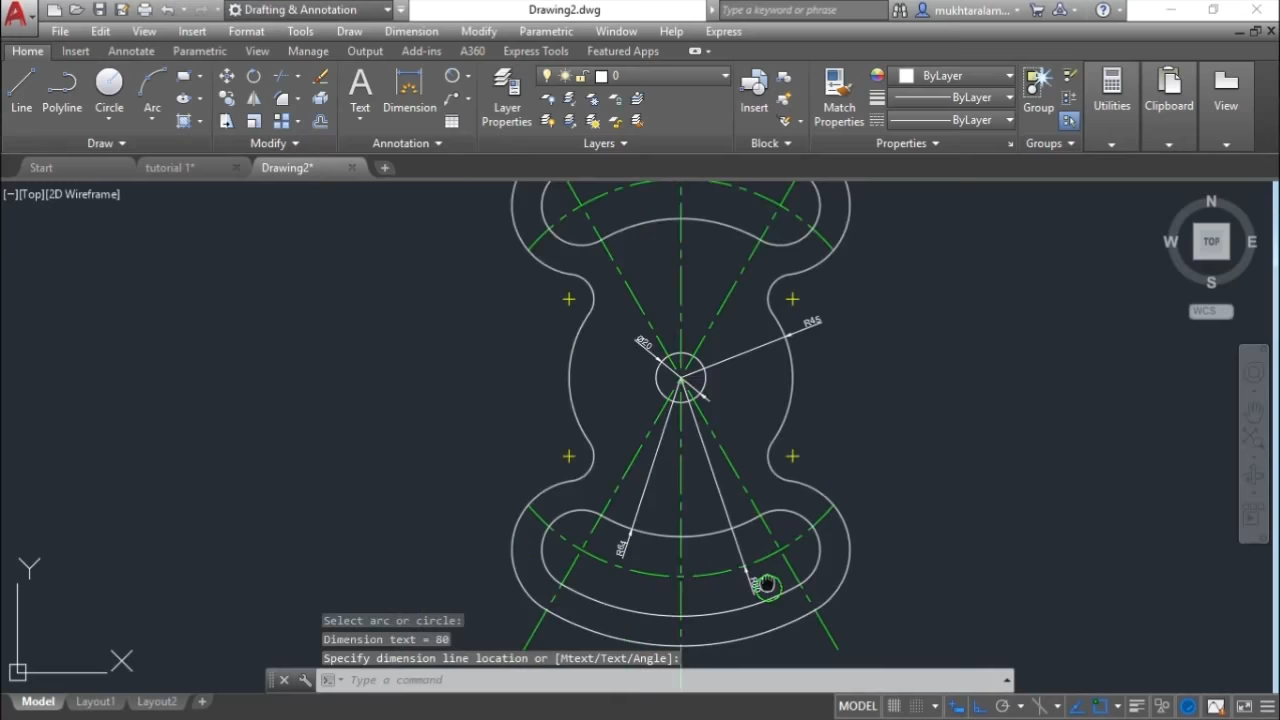 Drafting & Annotation
Drawing2.dwg
Type a keyword or phrase
mukhtaralam...
File Edit View Insert Format Tools Draw Dimension Modify Parametric Window Help Express
Home Insert Annotate Parametric View Manage Output Add-ins A360 Express Tools Featured Apps
0
ByLayer
ByLayer
ByLayer
Line Polyline Circle Arc
A
Text Dimension
Layer Properties
Insert
Match Properties
Group
Utilities Clipboard View
Draw Modify Annotation Layers Block Properties Groups
Start tutorial 1* Drawing2*
[−][Top][2D Wireframe]
N
W TOP E
S
WCS
R45
ø20
R64
R80
Y
X
Select arc or circle:
Dimension text = 80
Specify dimension line location or [Mtext/Text/Angle]:
Type a command
Model Layout1 Layout2
MODEL